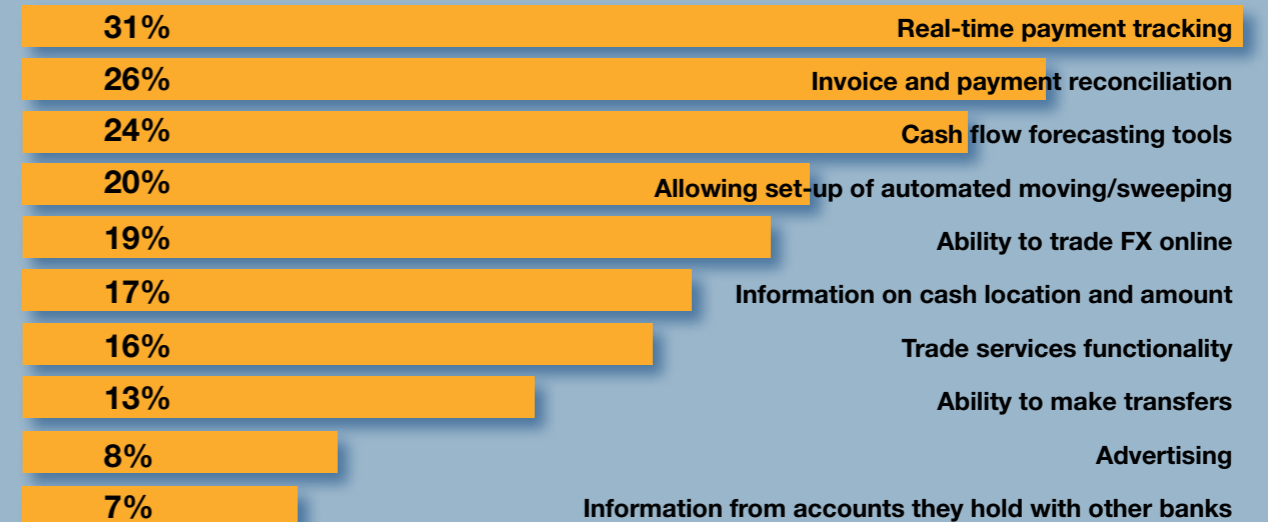 31% Real-time payment tracking
26% Invoice and payment reconciliation
24% Cash flow forecasting tools
20% Allowing set-up of automated moving/sweeping
19% Ability to trade FX online
17% Information on cash location and amount
16% Trade services functionality
13% Ability to make transfers
8% Advertising
7% Information from accounts they hold with other banks